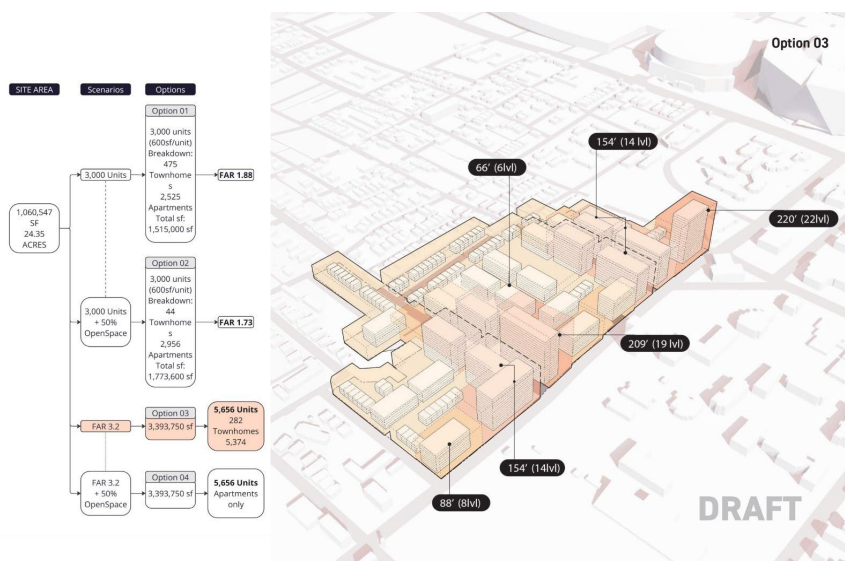 SITE AREA
Scenarios
Options
1,060,547
SF
24.35
ACRES
3,000 Units
Option 01
3,000 units
(600sf/unit)
Breakdown:
475
Townhome
s
2,525
Apartments
Total sf:
1,515,000 sf
FAR 1.88
3,000 Units
+ 50%
OpenSpace
Option 02
3,000 units
(600sf/unit)
Breakdown:
44
Townhome
s
2,956
Apartments
Total sf:
1,773,600 sf
FAR 1.73
FAR 3.2
Option 03
3,393,750 sf
5,656 Units
282
Townhomes
5,374
FAR 3.2
+ 50%
OpenSpace
Option 04
3,393,750 sf
5,656 Units
Apartments
only
Option 03
154' (14 lvl)
66' (6lvl)
220' (22lvl)
209' (19 lvl)
154' (14lvl)
88' (8lvl)
DRAFT